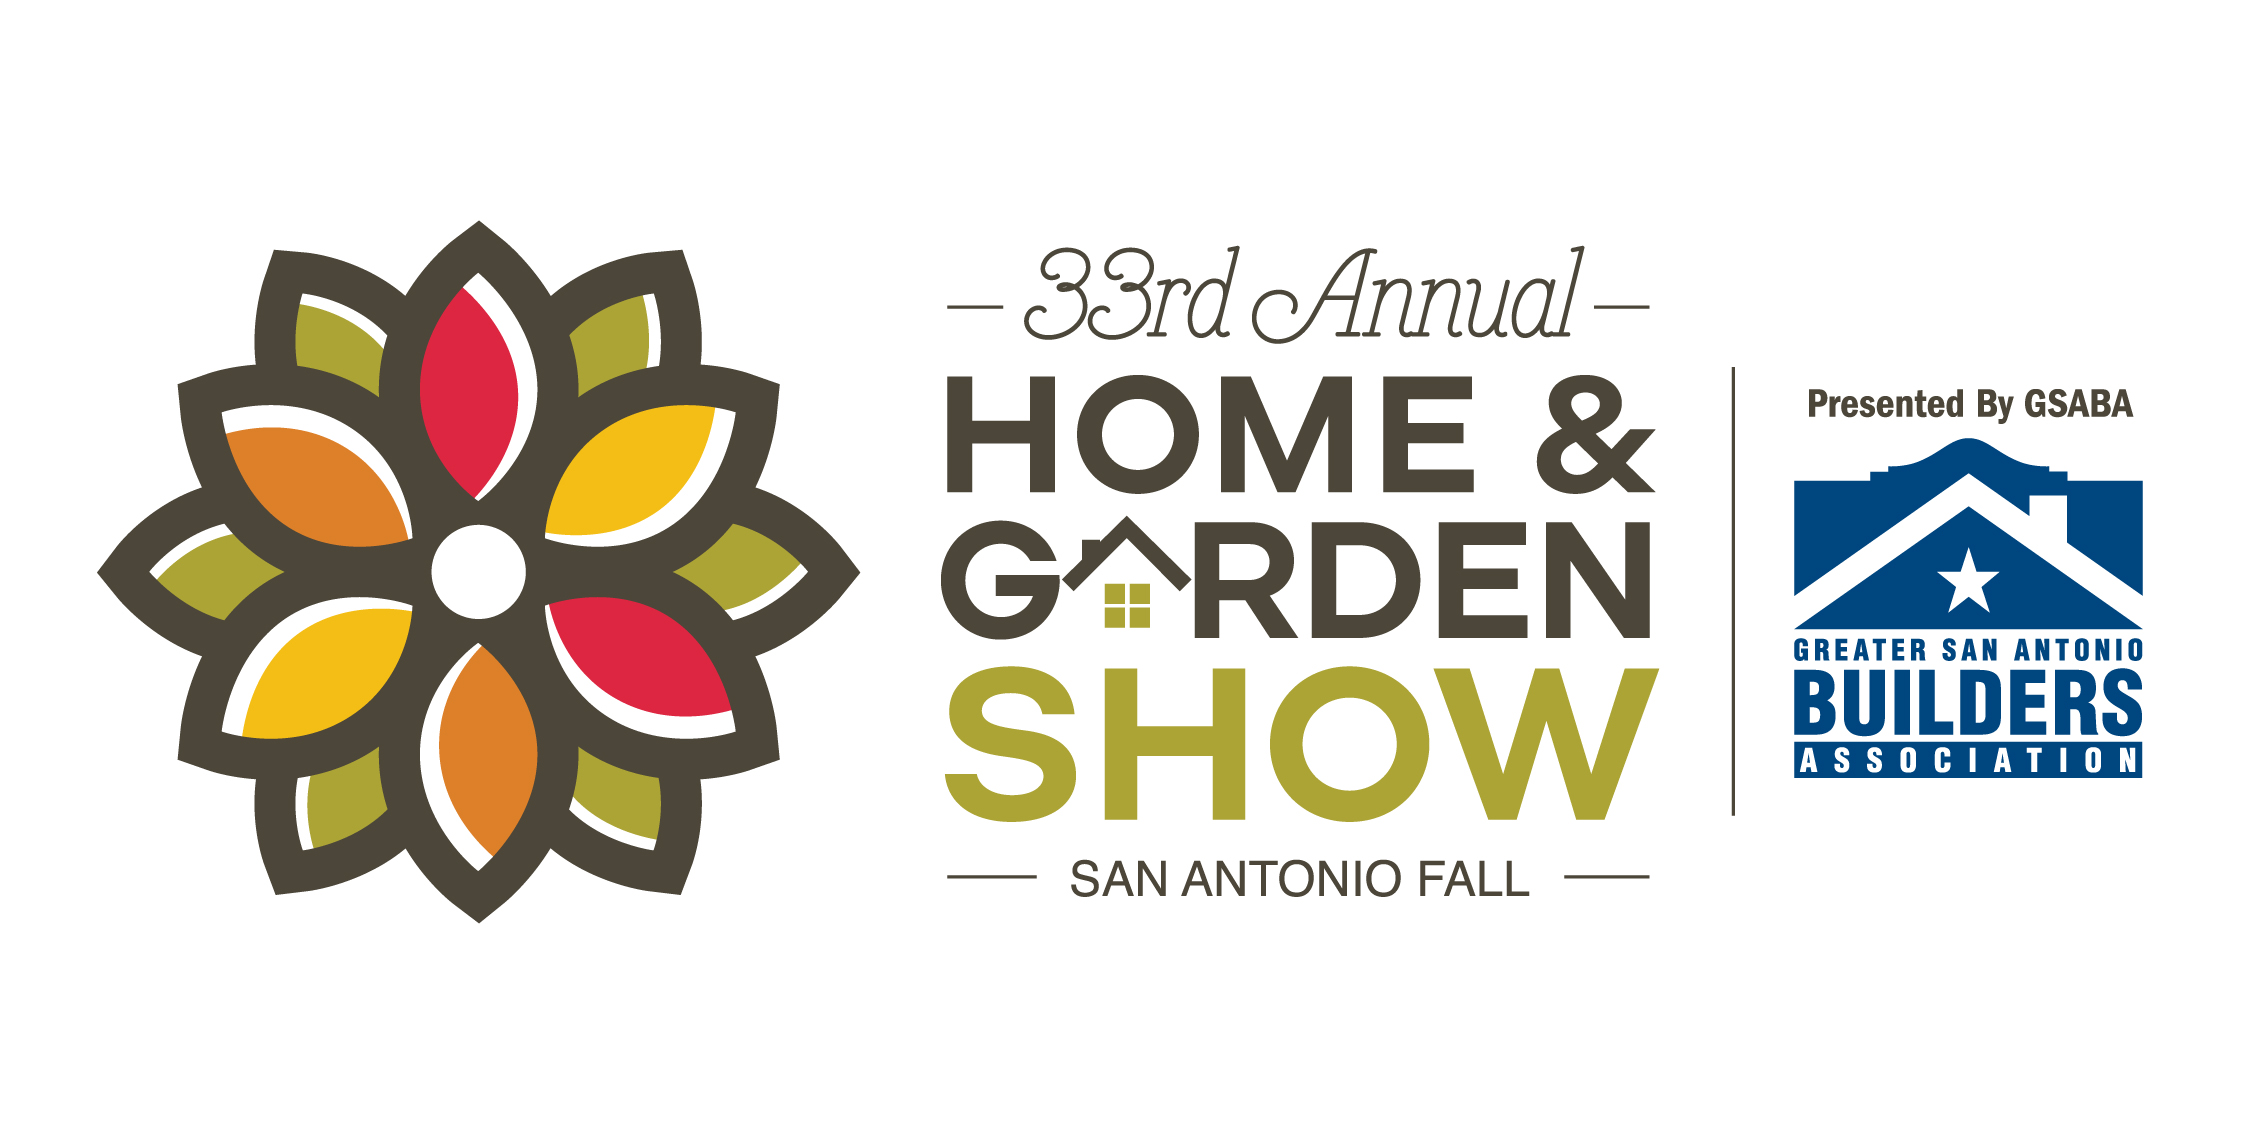 33rd Annual
HOME &
GARDEN
SHOW
SAN ANTONIO FALL
Presented By GSABA
GREATER SAN ANTONIO
BUILDERS
ASSOCIATION